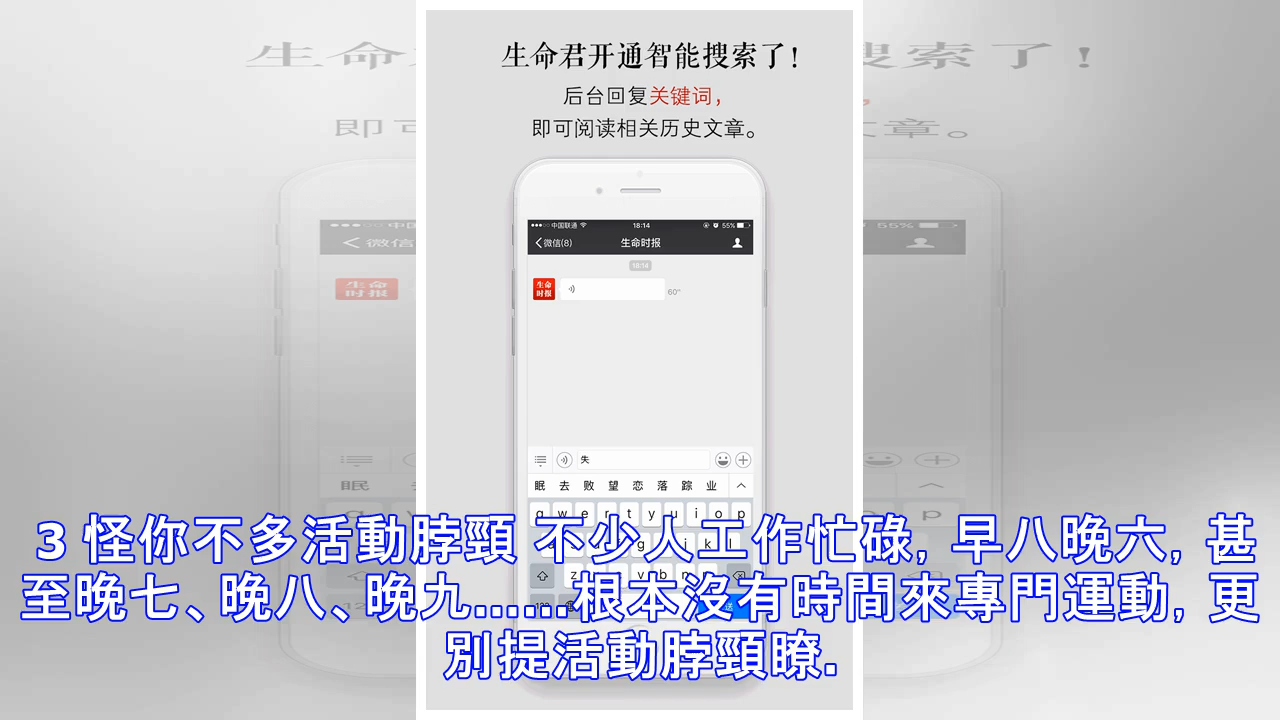 生命君开通智能搜索了!
后台回复关键词,
即可阅读相关历史文章。
中国联通 18:14 55%
微信(8) 生命时报
18:14
生命
时报
60"
失
眠 去 败 望 恋 落 踪 业
q w e r t y u i o p
3 怪你不多活動脖頸 不少人工作忙碌, 早八晚六, 甚
至晚七、晚八、晚九...... 根本沒有時間來專門運動, 更
別提活動脖頸瞭.